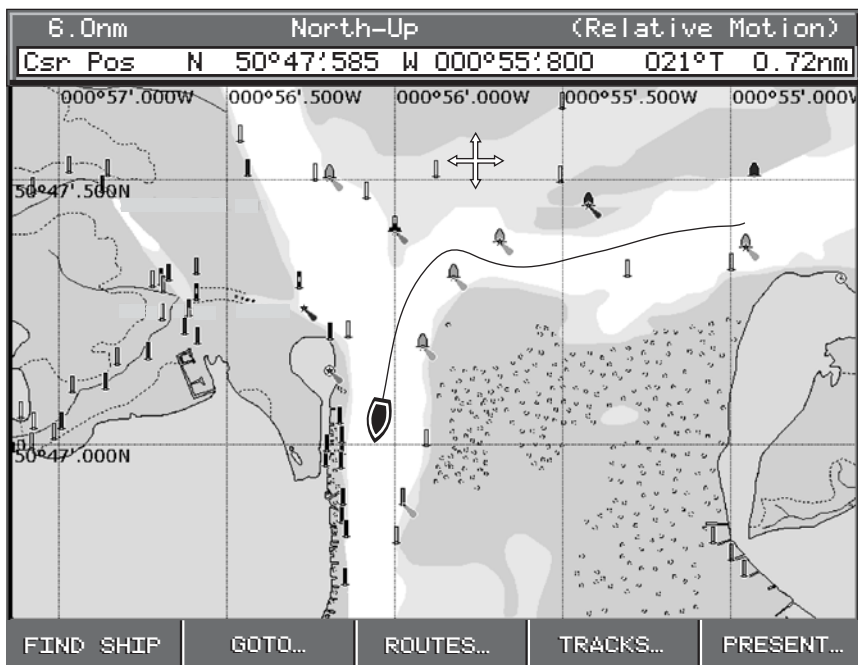 6.0nm North-Up (Relative Motion)
Csr Pos N 50°47'.585 W 000°55'.800 021°T 0.72nm
000°57'.000W 000°56'.500W 000°56'.000W 000°55'.500W 000°55'.000W
50°47'.500N
50°47'.000N
FIND SHIP GOTO... ROUTES... TRACKS... PRESENT...